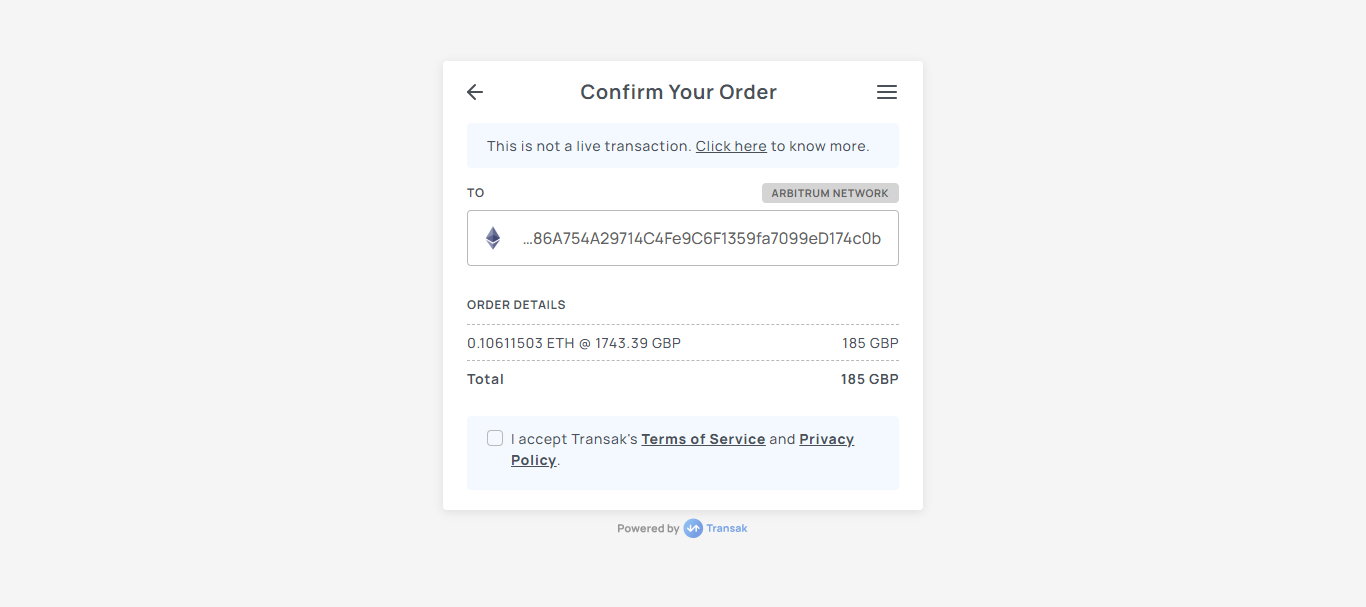 Confirm Your Order
This is not a live transaction. Click here to know more.
TO
ARBITRUM NETWORK
...86A754A29714C4Fe9C6F1359fa7099eD174c0b
ORDER DETAILS
0.10611503 ETH @ 1743.39 GBP 185 GBP
Total 185 GBP
I accept Transak's Terms of Service and Privacy
Policy.
Powered by Transak